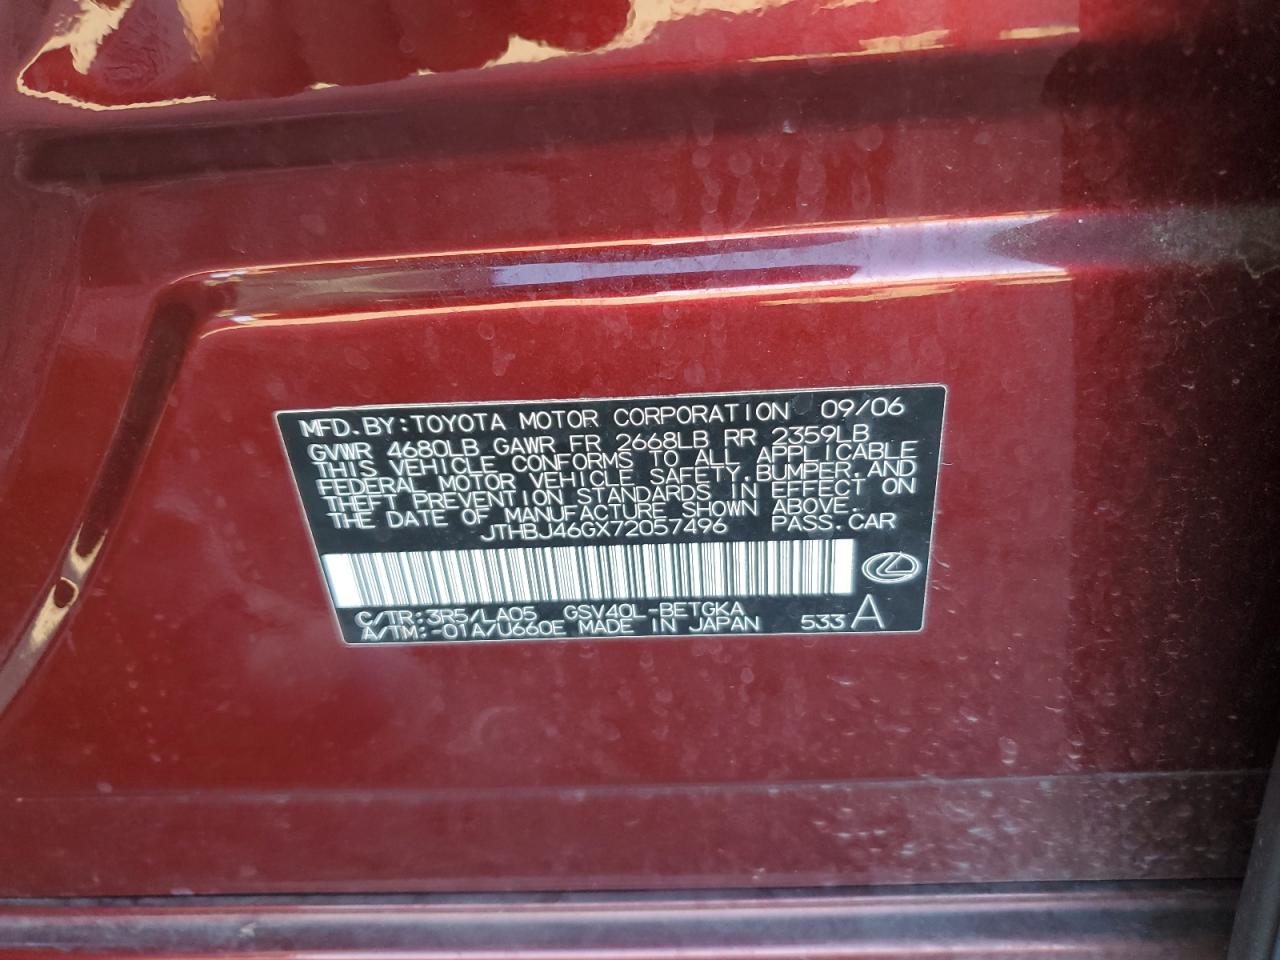 MFD. BY: TOYOTA MOTOR CORPORATION 09/06
GVWR 4680LB GAWR FR 2668LB RR 2359LB
THIS VEHICLE CONFORMS TO ALL APPLICABLE
FEDERAL MOTOR VEHICLE SAFETY, BUMPER, AND
THEFT PREVENTION STANDARDS IN EFFECT ON
THE DATE OF MANUFACTURE SHOWN ABOVE.
JTHBJ46GX72057496 PASS. CAR
C/TR: 3R5/LA05 GSV40L-BETGKA
A/TM: -01A/U660E MADE IN JAPAN 533 A